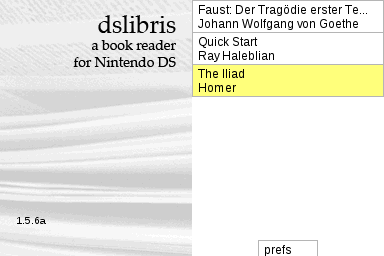 dslibris
a book reader
for Nintendo DS
1.5.6a
Faust: Der Tragödie erster Te...
Johann Wolfgang von Goethe
Quick Start
Ray Haleblian
The Iliad
Homer
prefs